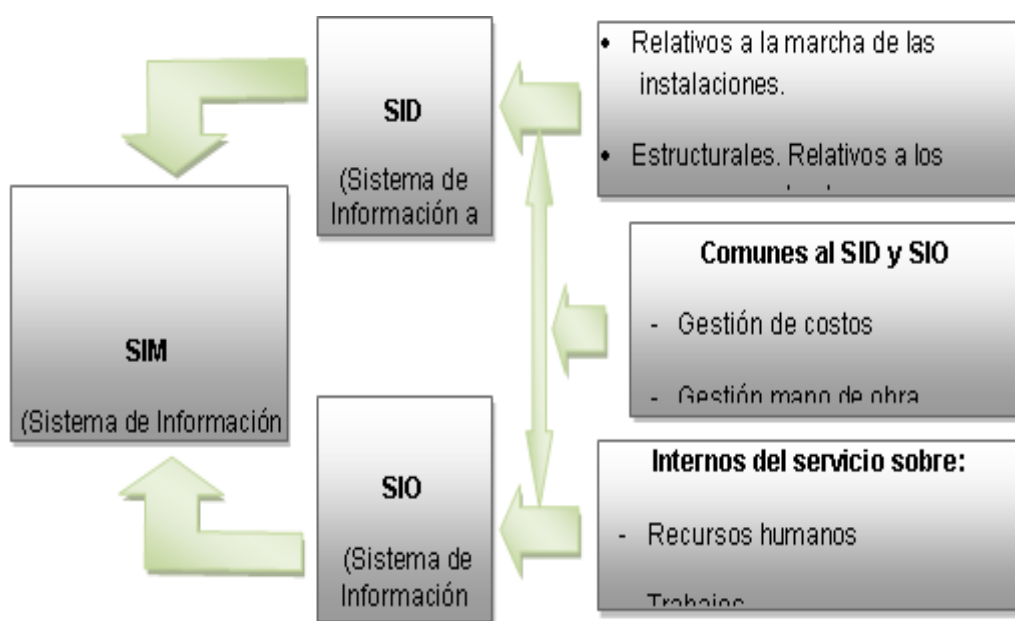 SID
(Sistema de
Información a
• Relativos a la marcha de las
instalaciones.
• Estructurales. Relativos a los
SIM
(Sistema de Información
Comunes al SID y SIO
- Gestión de costos
- Gestión mano de obra
SIO
(Sistema de
Información
Internos del servicio sobre:
- Recursos humanos
Trabajos